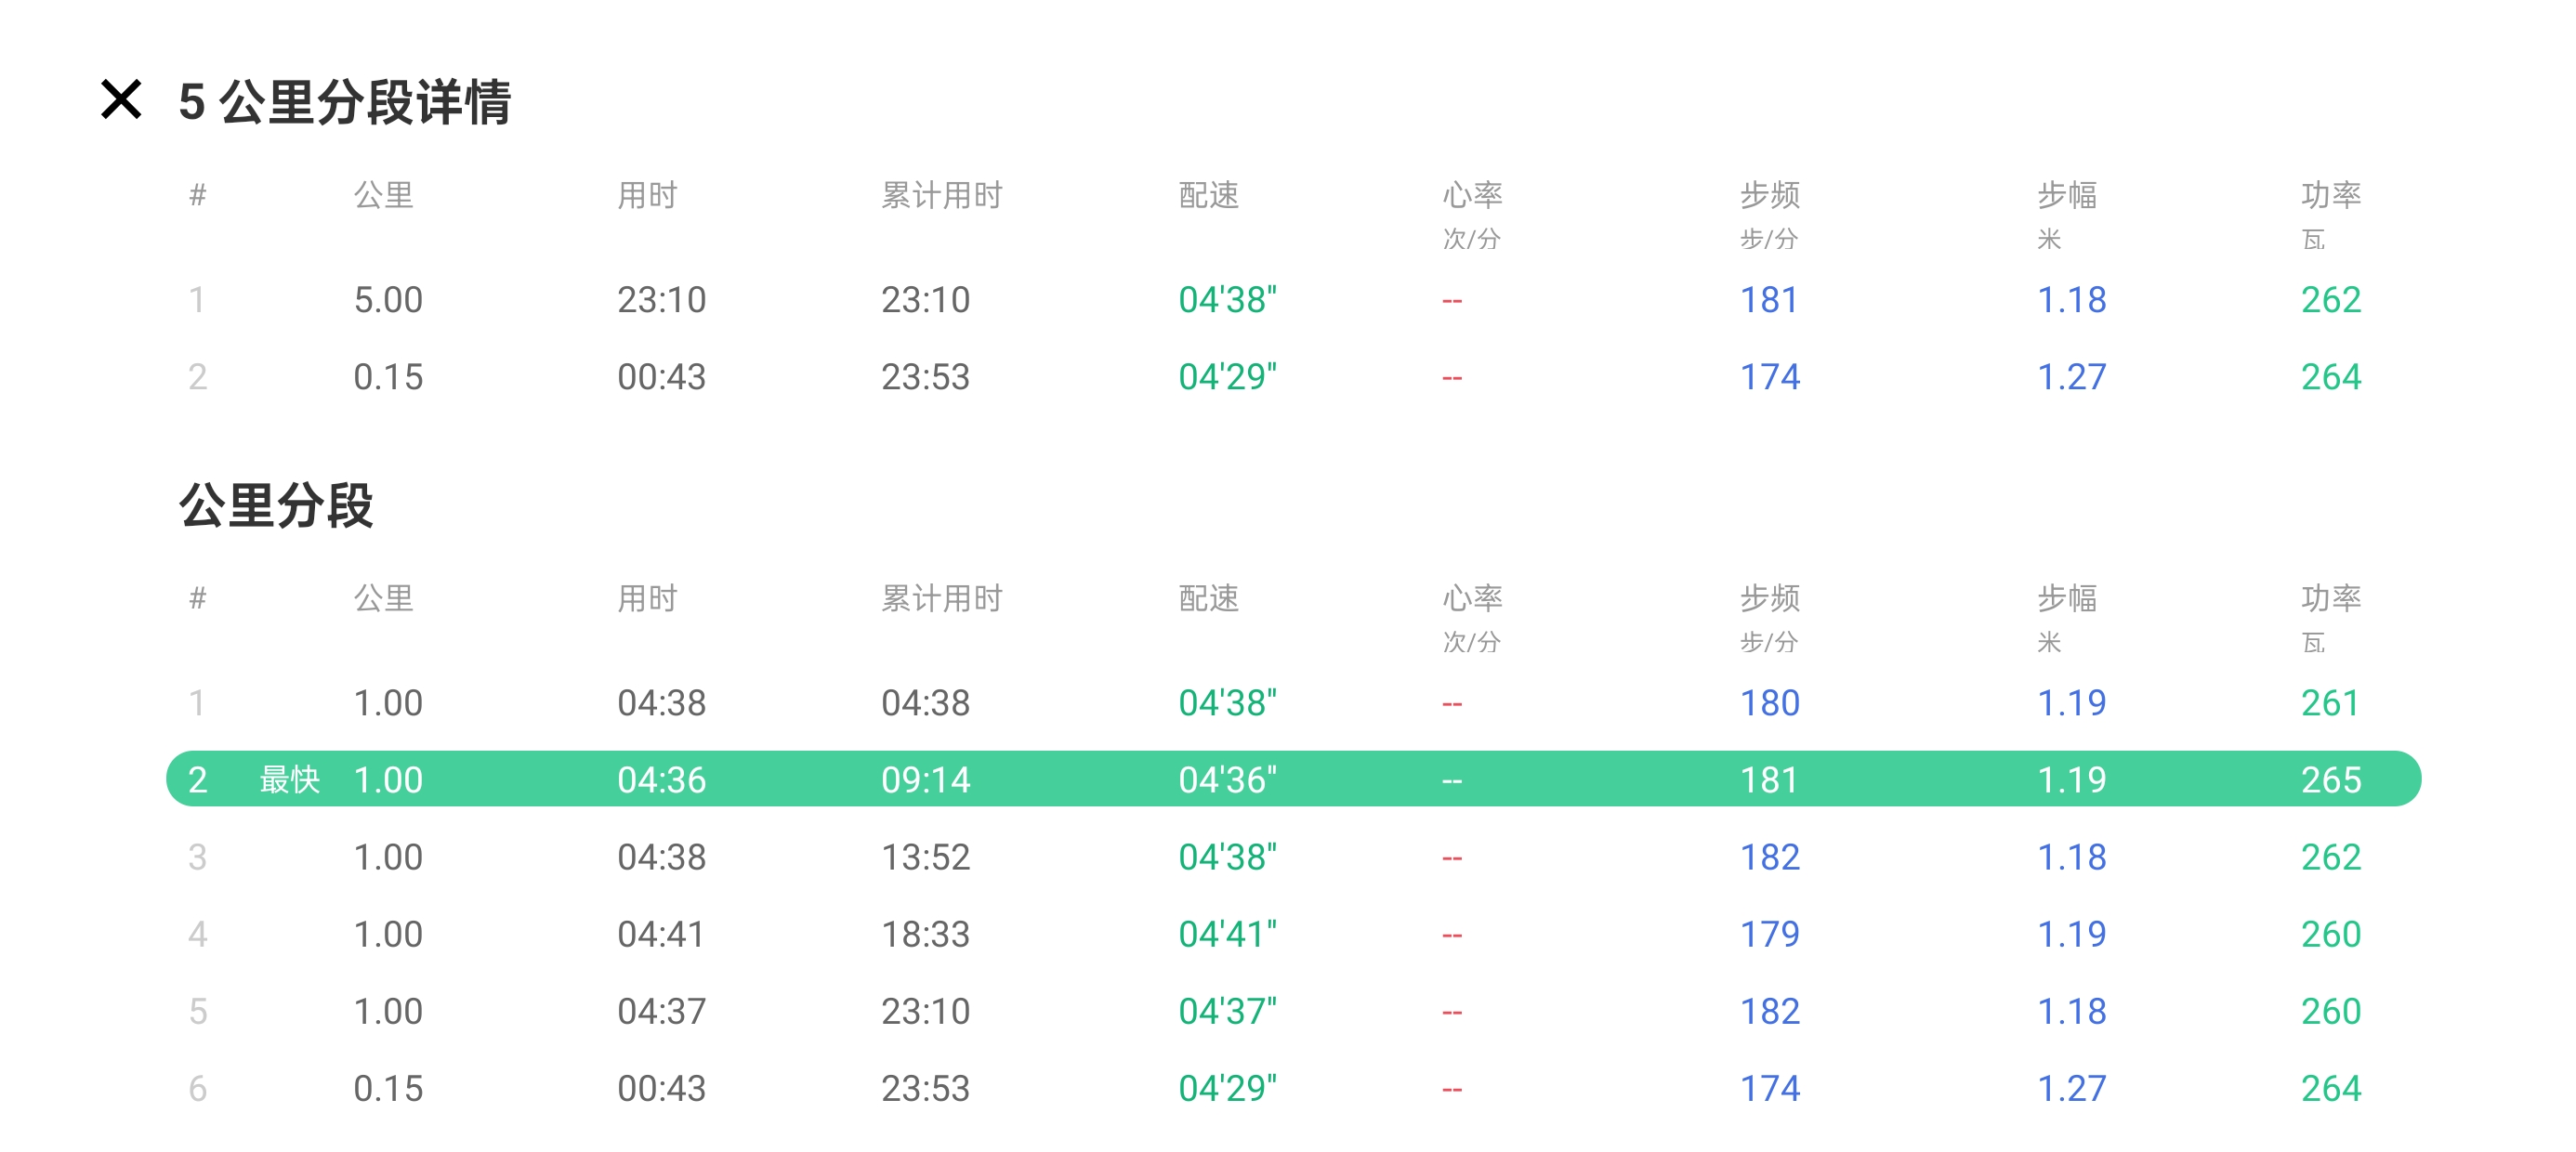 5 公里分段详情
# 公里 用时 累计用时 配速 心率 步频 步幅 功率
次/分 步/分 米 瓦
1 5.00 23:10 23:10 04'38" -- 181 1.18 262
2 0.15 00:43 23:53 04'29" -- 174 1.27 264
公里分段
# 公里 用时 累计用时 配速 心率 步频 步幅 功率
次/分 步/分 米 瓦
1 1.00 04:38 04:38 04'38" -- 180 1.19 261
2 最快 1.00 04:36 09:14 04'36" -- 181 1.19 265
3 1.00 04:38 13:52 04'38" -- 182 1.18 262
4 1.00 04:41 18:33 04'41" -- 179 1.19 260
5 1.00 04:37 23:10 04'37" -- 182 1.18 260
6 0.15 00:43 23:53 04'29" -- 174 1.27 264